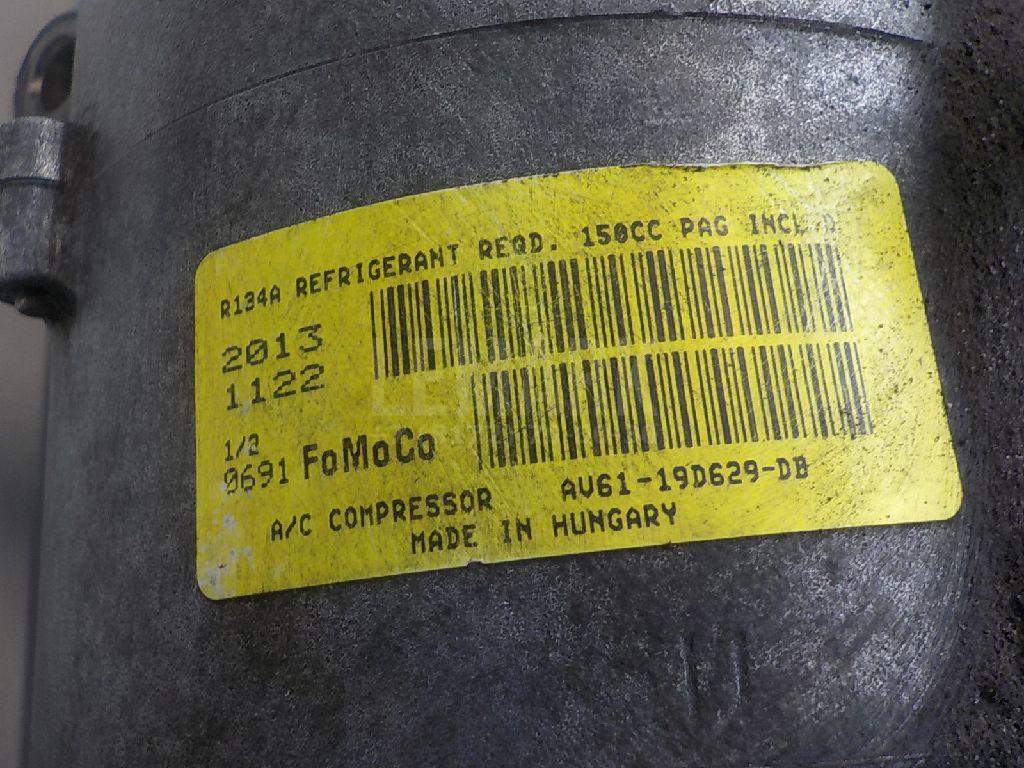 R134A REFRIGERANT REQD. 150CC PAG INCL'D
2013
1122
1/2
0691 FoMoCo
A/C COMPRESSOR AV61-19D629-DB
MADE IN HUNGARY